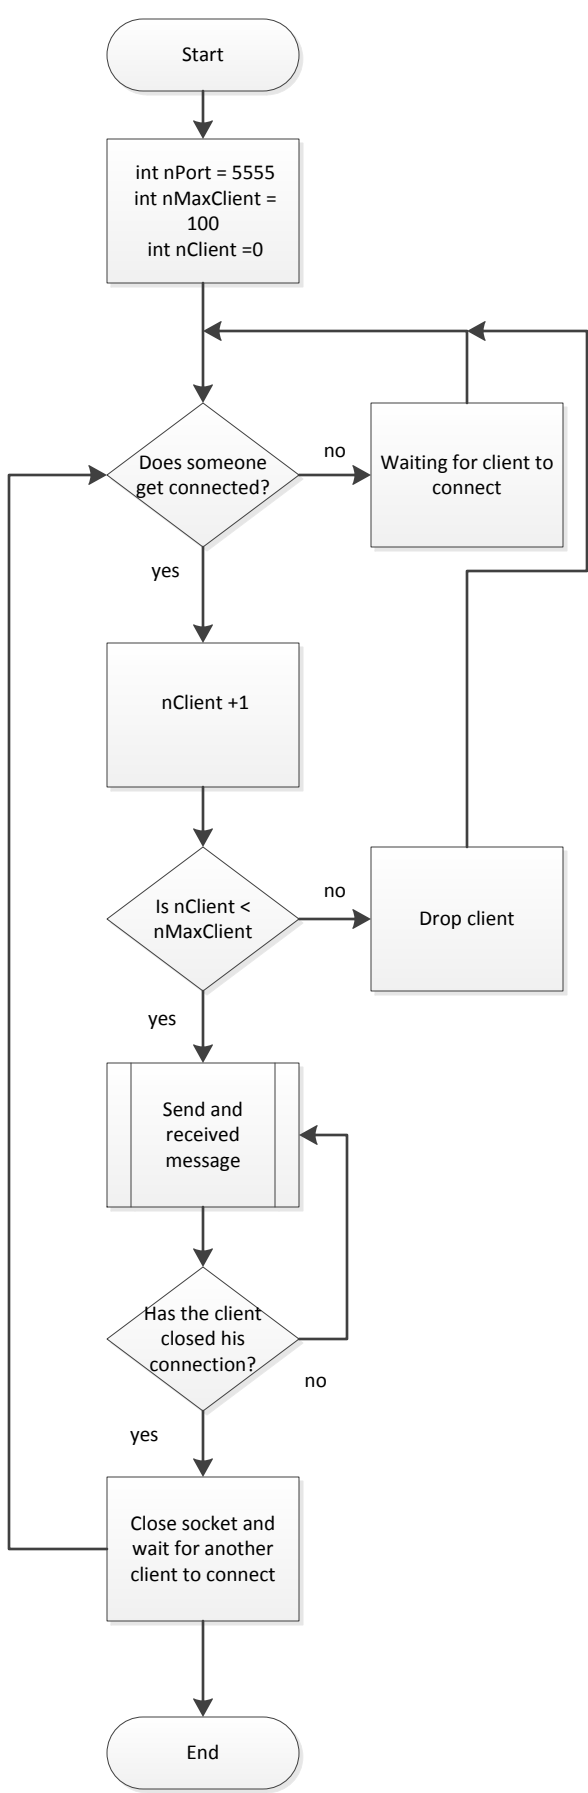 Start
int nPort = 5555
int nMaxClient =
100
int nClient =0
Does someone
get connected?
no
Waiting for client to
connect
yes
nClient +1
Is nClient <
nMaxClient
no
Drop client
yes
Send and
received
message
Has the client
closed his
connection?
no
yes
Close socket and
wait for another
client to connect
End